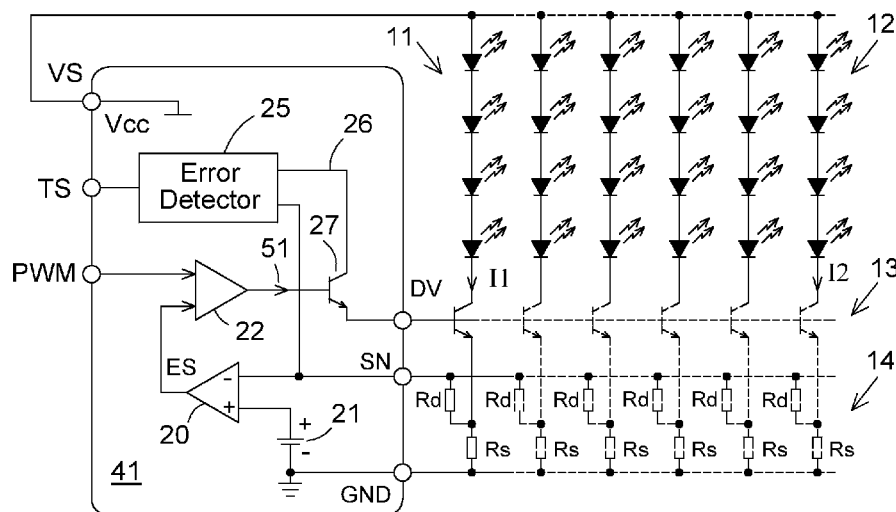 11
12
VS
Vcc
25
26
TS
Error
Detector
27
51
PWM
I1
I2
DV
13
22
ES
SN
14
-
+
20
21
+
-
Rd
Rd
Rd
Rd
Rd
Rd
Rs
Rs
Rs
Rs
Rs
Rs
41
GND